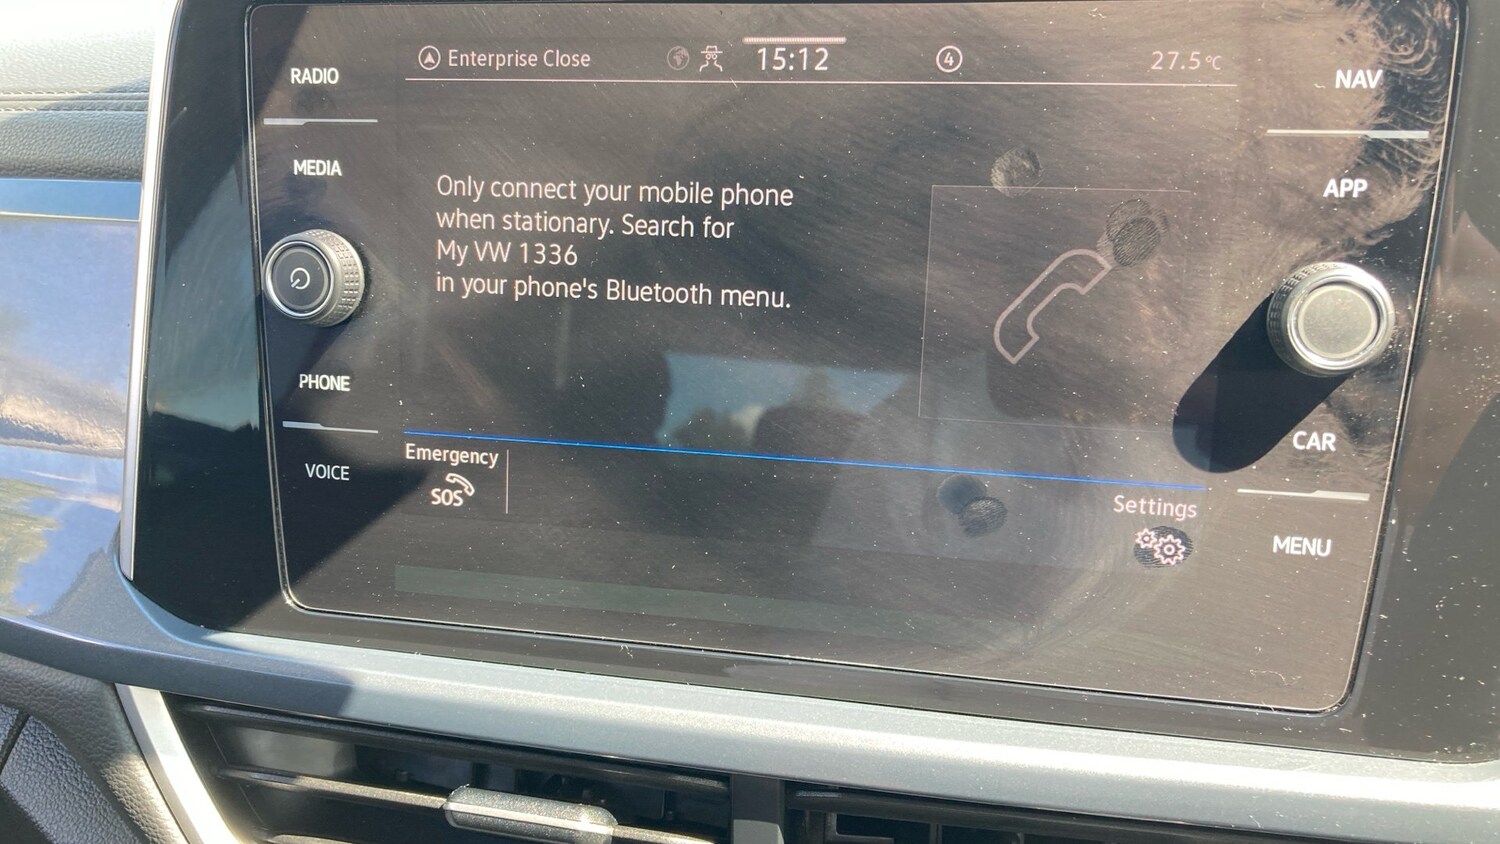 RADIO
MEDIA
PHONE
VOICE
Enterprise Close
15:12
4
27.5 °C
Only connect your mobile phone
when stationary. Search for
My VW 1336
in your phone's Bluetooth menu.
Emergency
SOS
Settings
NAV
APP
CAR
MENU